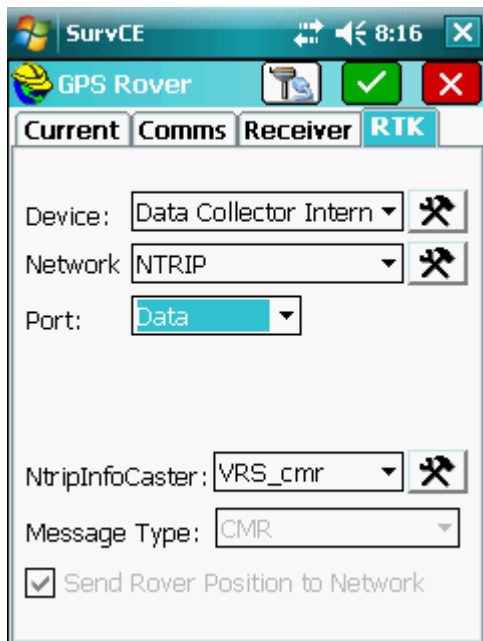 SurvCE 8:16
GPS Rover
Current Comms Receiver RTK
Device: Data Collector Intern
Network NTRIP
Port: Data
NtripInfoCaster: VRS_cmr
Message Type: CMR
Send Rover Position to Network